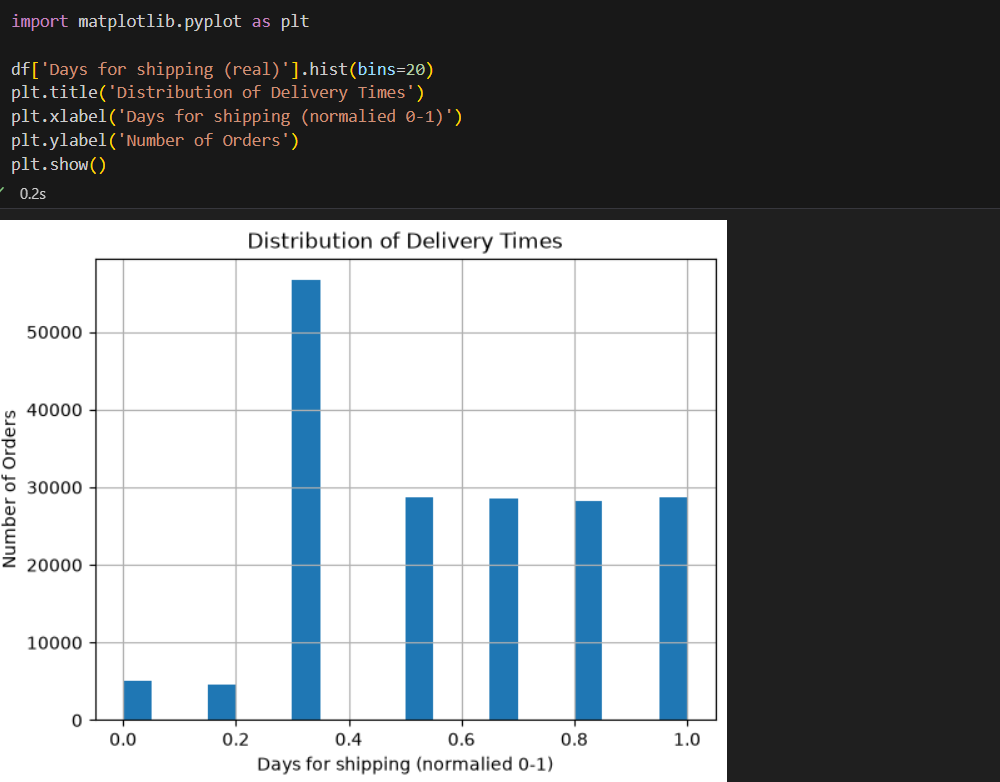 import matplotlib.pyplot as plt
df['Days for shipping (real)'].hist(bins=20)
plt.title('Distribution of Delivery Times')
plt.xlabel('Days for shipping (normalied 0-1)')
plt.ylabel('Number of Orders')
plt.show()
0.2s
Distribution of Delivery Times
50000
40000
30000
20000
10000
0
Number of Orders
0.0 0.2 0.4 0.6 0.8 1.0
Days for shipping (normalied 0-1)